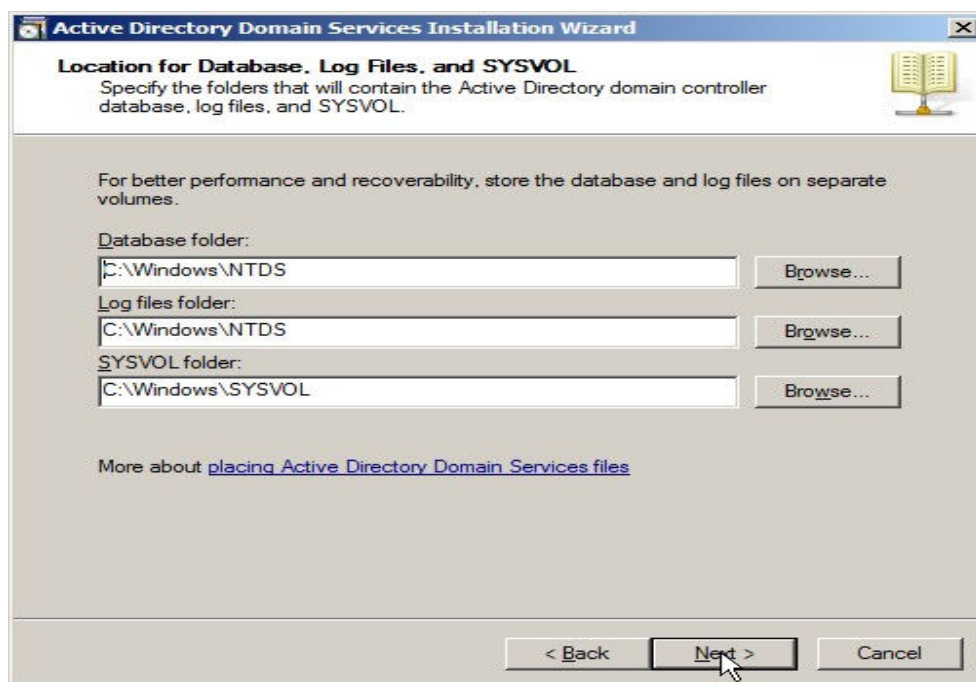 Active Directory Domain Services Installation Wizard
Location for Database, Log Files, and SYSVOL
Specify the folders that will contain the Active Directory domain controller
database, log files, and SYSVOL.
For better performance and recoverability, store the database and log files on separate
volumes.
Database folder:
C:\Windows\NTDS
Browse...
Log files folder:
C:\Windows\NTDS
Browse...
SYSVOL folder:
C:\Windows\SYSVOL
Browse...
More about placing Active Directory Domain Services files
< Back
Next >
Cancel